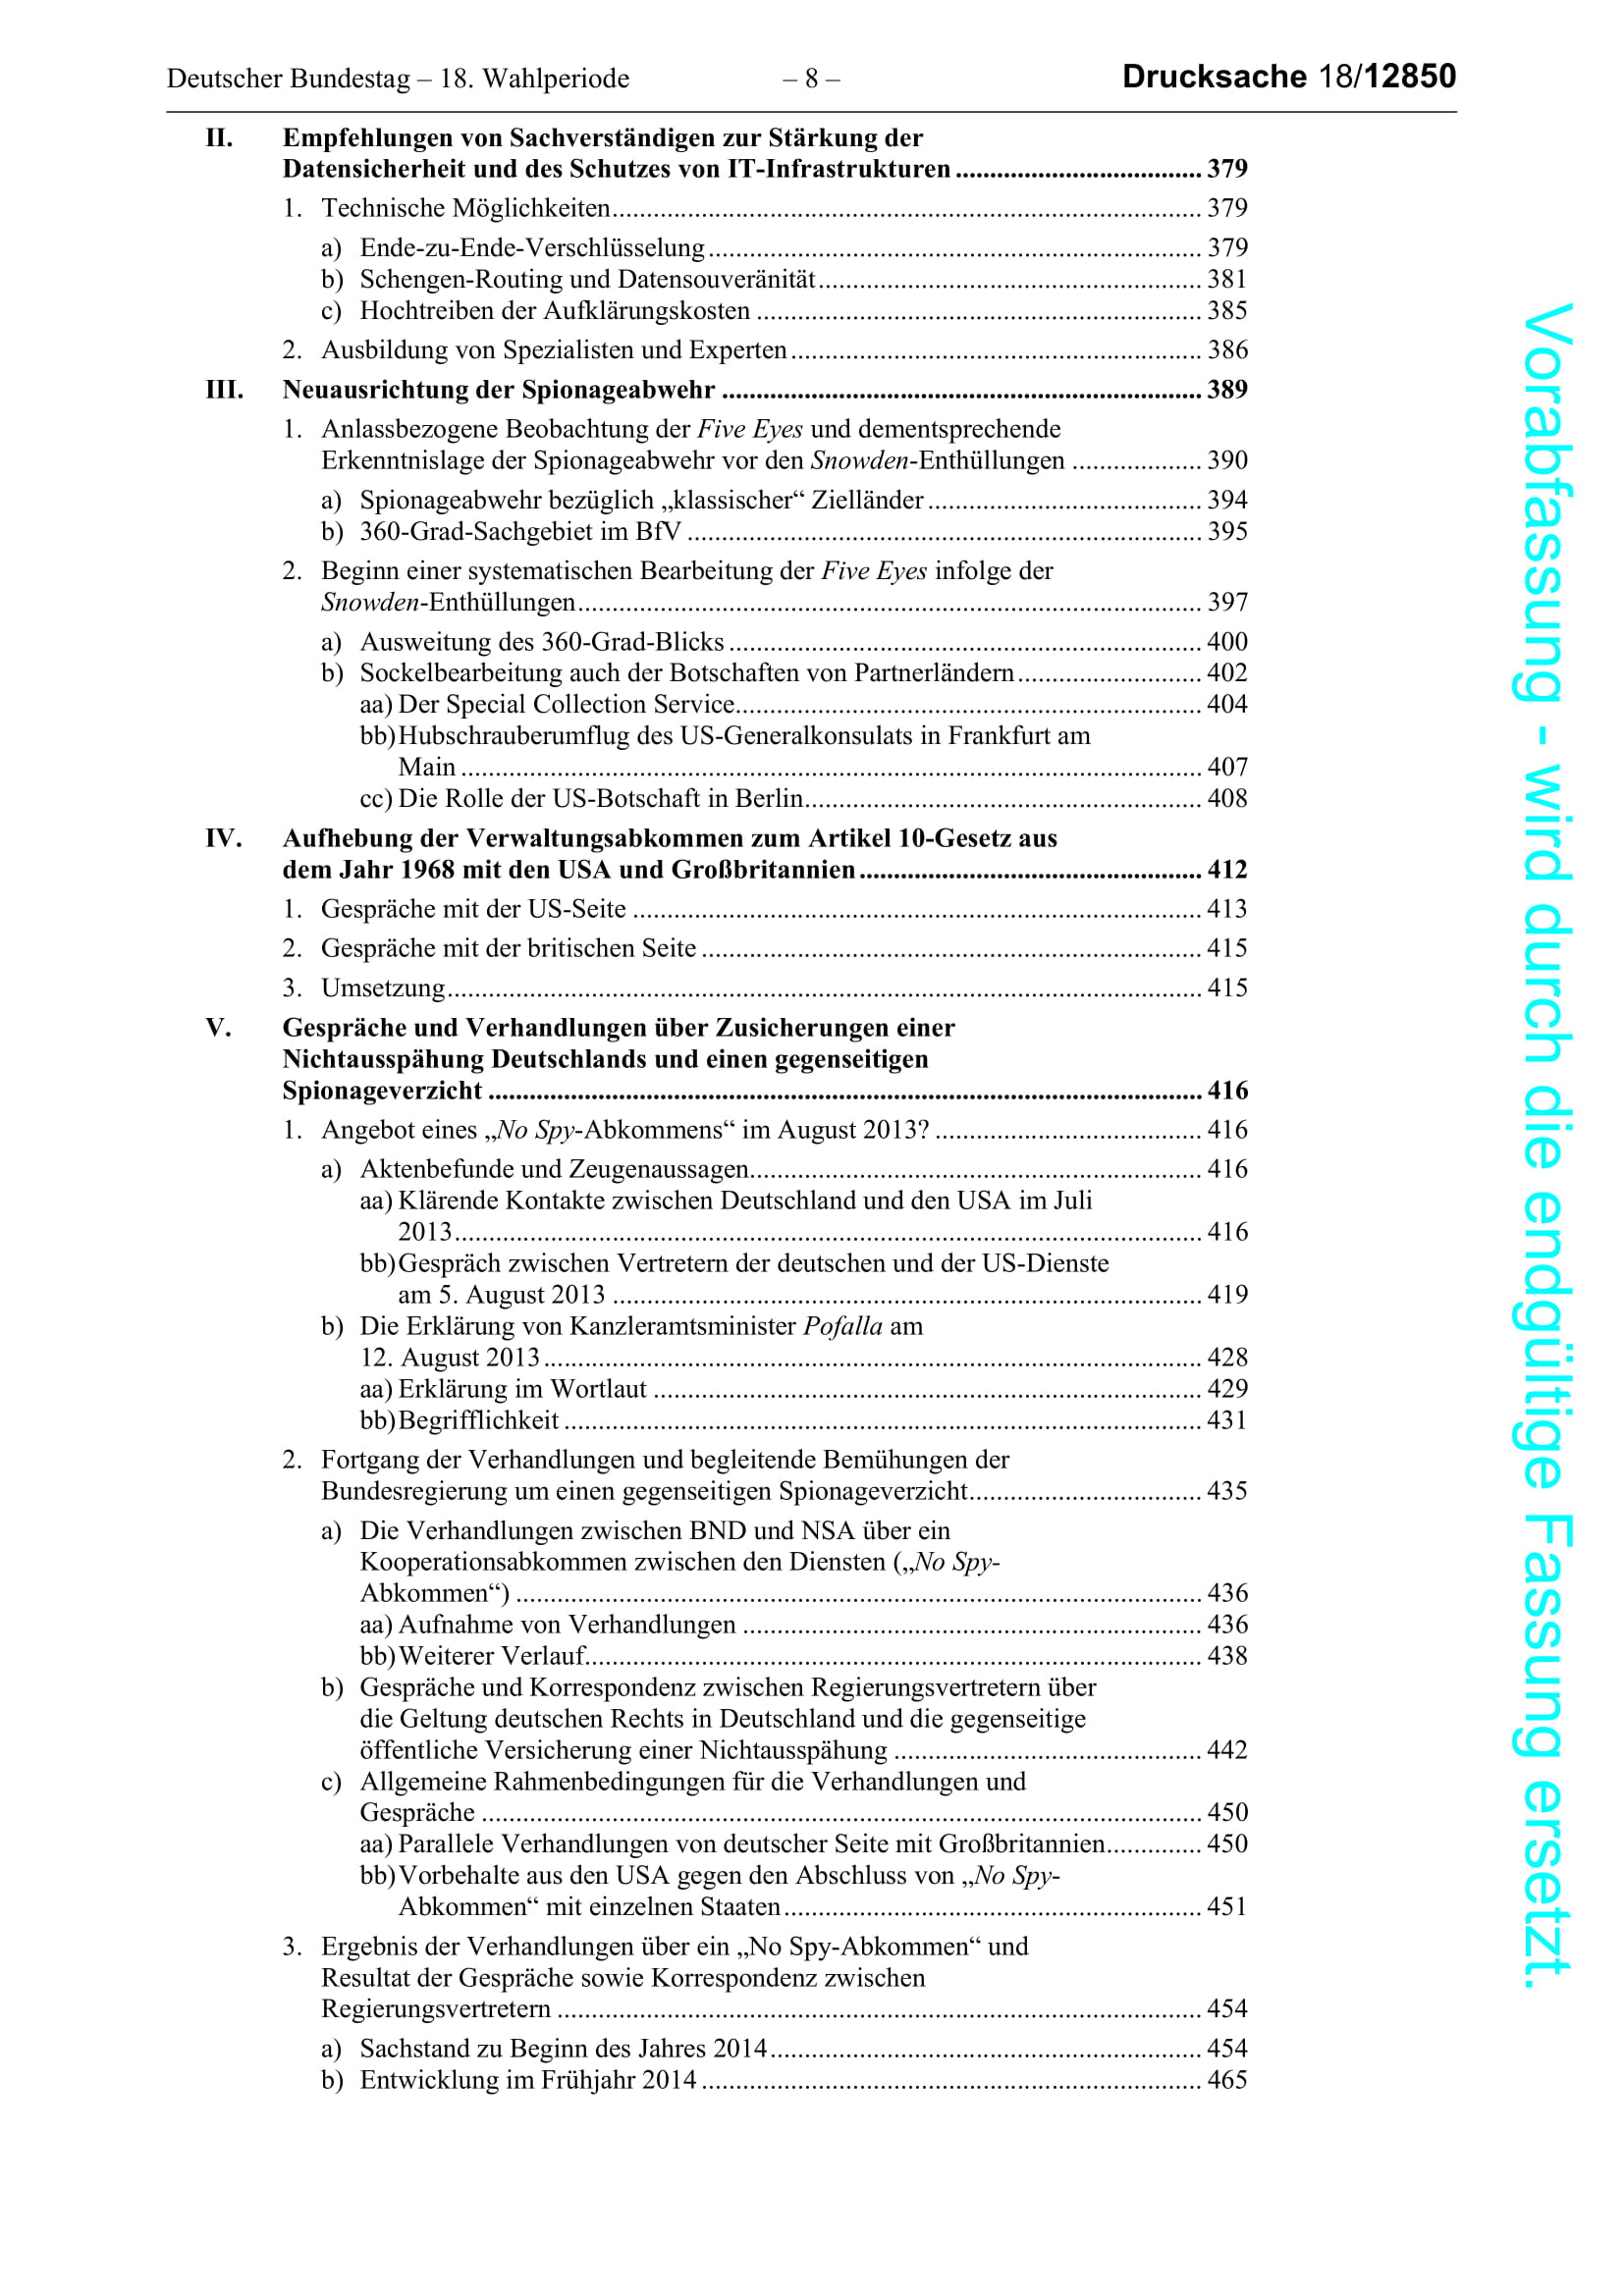 Deutscher Bundestag – 18. Wahlperiode – 8 – Drucksache 18/12850
II. Empfehlungen von Sachverständigen zur Stärkung der
Datensicherheit und des Schutzes von IT-Infrastrukturen .................................... 379
1. Technische Möglichkeiten...................................................................................... 379
a) Ende-zu-Ende-Verschlüsselung ........................................................................ 379
b) Schengen-Routing und Datensouveränität........................................................ 381
c) Hochtreiben der Aufklärungskosten ................................................................. 385
2. Ausbildung von Spezialisten und Experten............................................................ 386
III. Neuausrichtung der Spionageabwehr ...................................................................... 389
1. Anlassbezogene Beobachtung der Five Eyes und dementsprechende
Erkenntnislage der Spionageabwehr vor den Snowden-Enthüllungen ................... 390
a) Spionageabwehr bezüglich „klassischer“ Zielländer ........................................ 394
b) 360-Grad-Sachgebiet im BfV ........................................................................... 395
2. Beginn einer systematischen Bearbeitung der Five Eyes infolge der
Snowden-Enthüllungen........................................................................................... 397
a) Ausweitung des 360-Grad-Blicks ..................................................................... 400
b) Sockelbearbeitung auch der Botschaften von Partnerländern........................... 402
aa) Der Special Collection Service.................................................................... 404
bb) Hubschrauberumflug des US-Generalkonsulats in Frankfurt am
Main ............................................................................................................ 407
cc) Die Rolle der US-Botschaft in Berlin.......................................................... 408
IV. Aufhebung der Verwaltungsabkommen zum Artikel 10-Gesetz aus
dem Jahr 1968 mit den USA und Großbritannien .................................................. 412
1. Gespräche mit der US-Seite ................................................................................... 413
2. Gespräche mit der britischen Seite ......................................................................... 415
3. Umsetzung.............................................................................................................. 415
V. Gespräche und Verhandlungen über Zusicherungen einer
Nichtausspähung Deutschlands und einen gegenseitigen
Spionageverzicht ........................................................................................................ 416
1. Angebot eines „No Spy-Abkommens“ im August 2013? ....................................... 416
a) Aktenbefunde und Zeugenaussagen.................................................................. 416
aa) Klärende Kontakte zwischen Deutschland und den USA im Juli
2013............................................................................................................. 416
bb) Gespräch zwischen Vertretern der deutschen und der US-Dienste
am 5. August 2013 ...................................................................................... 419
b) Die Erklärung von Kanzleramtsminister Pofalla am
12. August 2013 ................................................................................................ 428
aa) Erklärung im Wortlaut ................................................................................ 429
bb) Begrifflichkeit ............................................................................................. 431
2. Fortgang der Verhandlungen und begleitende Bemühungen der
Bundesregierung um einen gegenseitigen Spionageverzicht.................................. 435
a) Die Verhandlungen zwischen BND und NSA über ein
Kooperationsabkommen zwischen den Diensten („No Spy-
Abkommen“) .................................................................................................... 436
aa) Aufnahme von Verhandlungen ................................................................... 436
bb) Weiterer Verlauf.......................................................................................... 438
b) Gespräche und Korrespondenz zwischen Regierungsvertretern über
die Geltung deutschen Rechts in Deutschland und die gegenseitige
öffentliche Versicherung einer Nichtausspähung ............................................. 442
c) Allgemeine Rahmenbedingungen für die Verhandlungen und
Gespräche ......................................................................................................... 450
aa) Parallele Verhandlungen von deutscher Seite mit Großbritannien.............. 450
bb) Vorbehalte aus den USA gegen den Abschluss von „No Spy-
Abkommen“ mit einzelnen Staaten............................................................. 451
3. Ergebnis der Verhandlungen über ein „No Spy-Abkommen“ und
Resultat der Gespräche sowie Korrespondenz zwischen
Regierungsvertretern .............................................................................................. 454
a) Sachstand zu Beginn des Jahres 2014............................................................... 454
b) Entwicklung im Frühjahr 2014 ......................................................................... 465
Vorabfassung - wird durch die endgültige Fassung ersetzt.